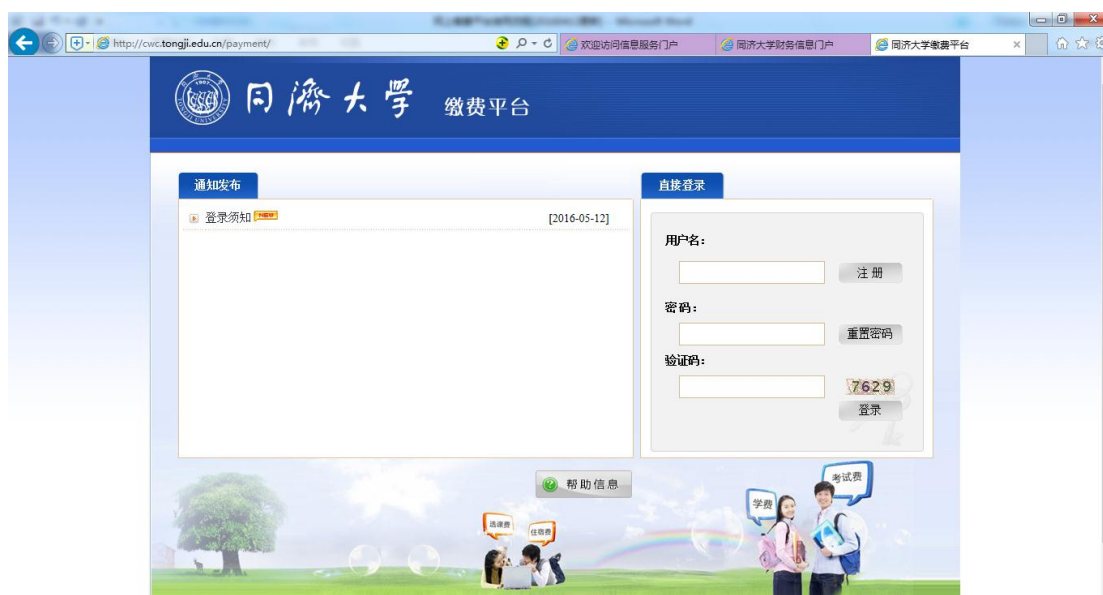 http://cwc.tongji.edu.cn/payment/
欢迎访问信息服务门户
同济大学财务信息门户
同济大学缴费平台
同濟大学 缴费平台
1907
TONGJI UNIVERSITY
通知发布
直接登录
登录须知 NEW [2016-05-12]
用户名：
注 册
密码：
重置密码
验证码：
7629
登录
帮助信息
选课费
住宿费
学费
考试费